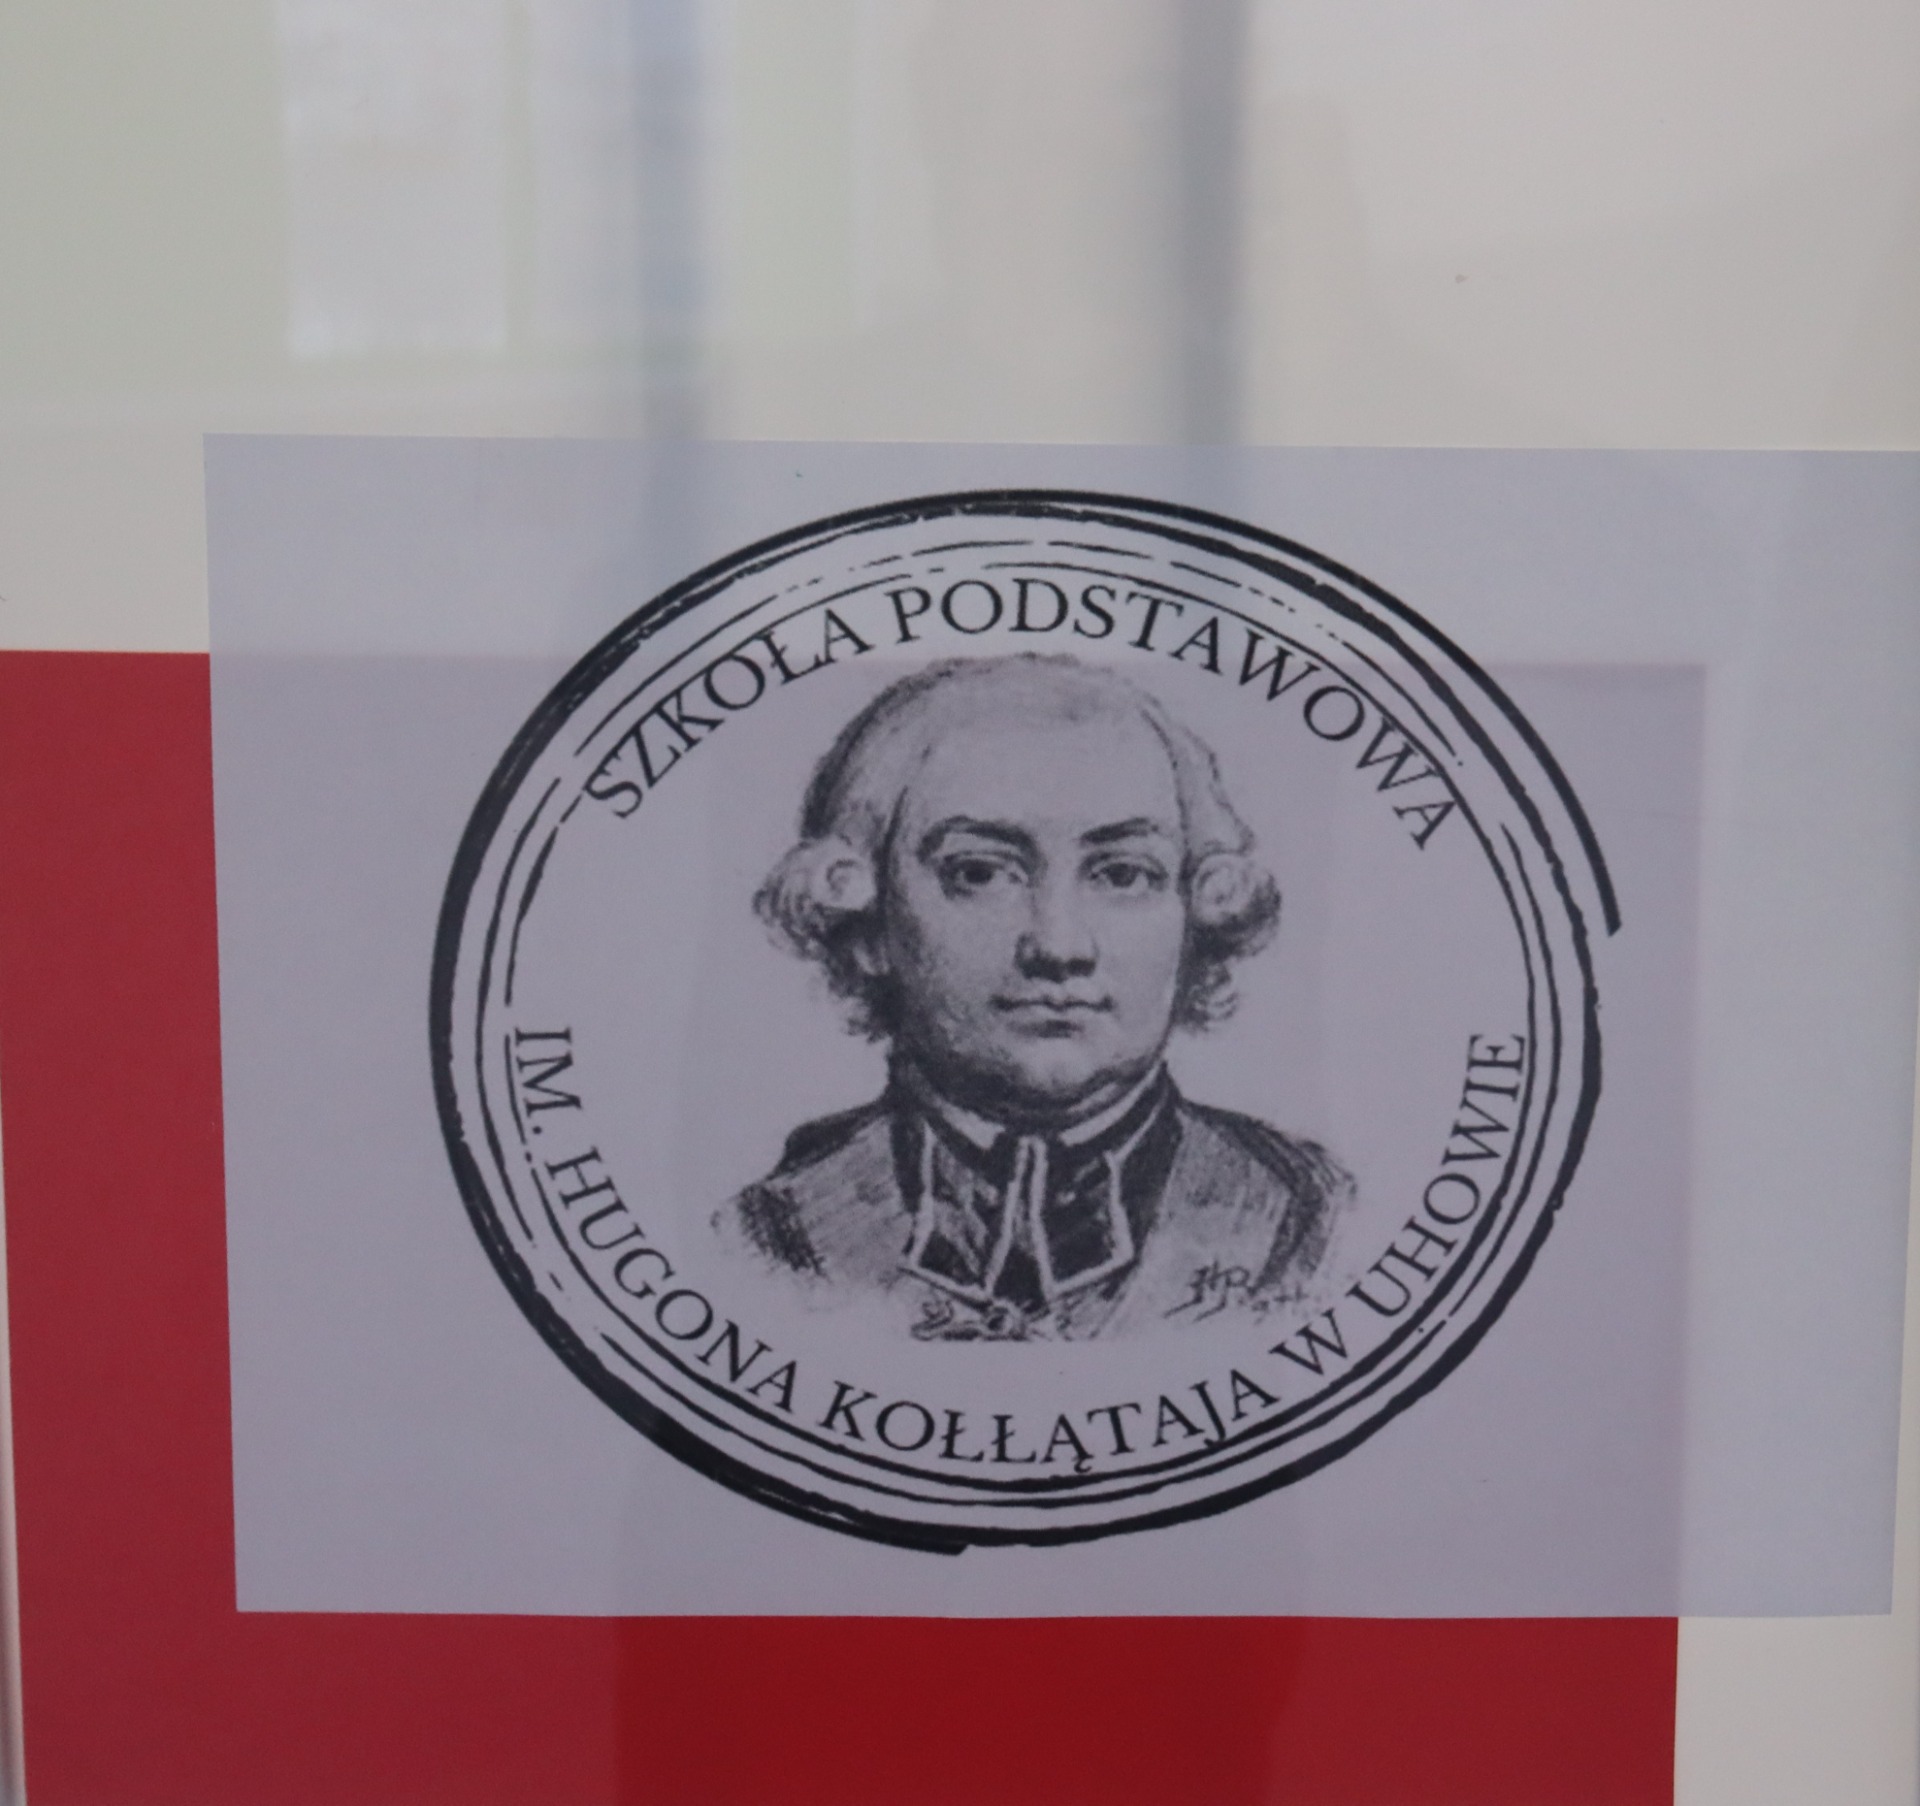 SZKOŁA PODSTAWOWA
IM. HUGONA KOŁŁĄTAJA W UHOWIE